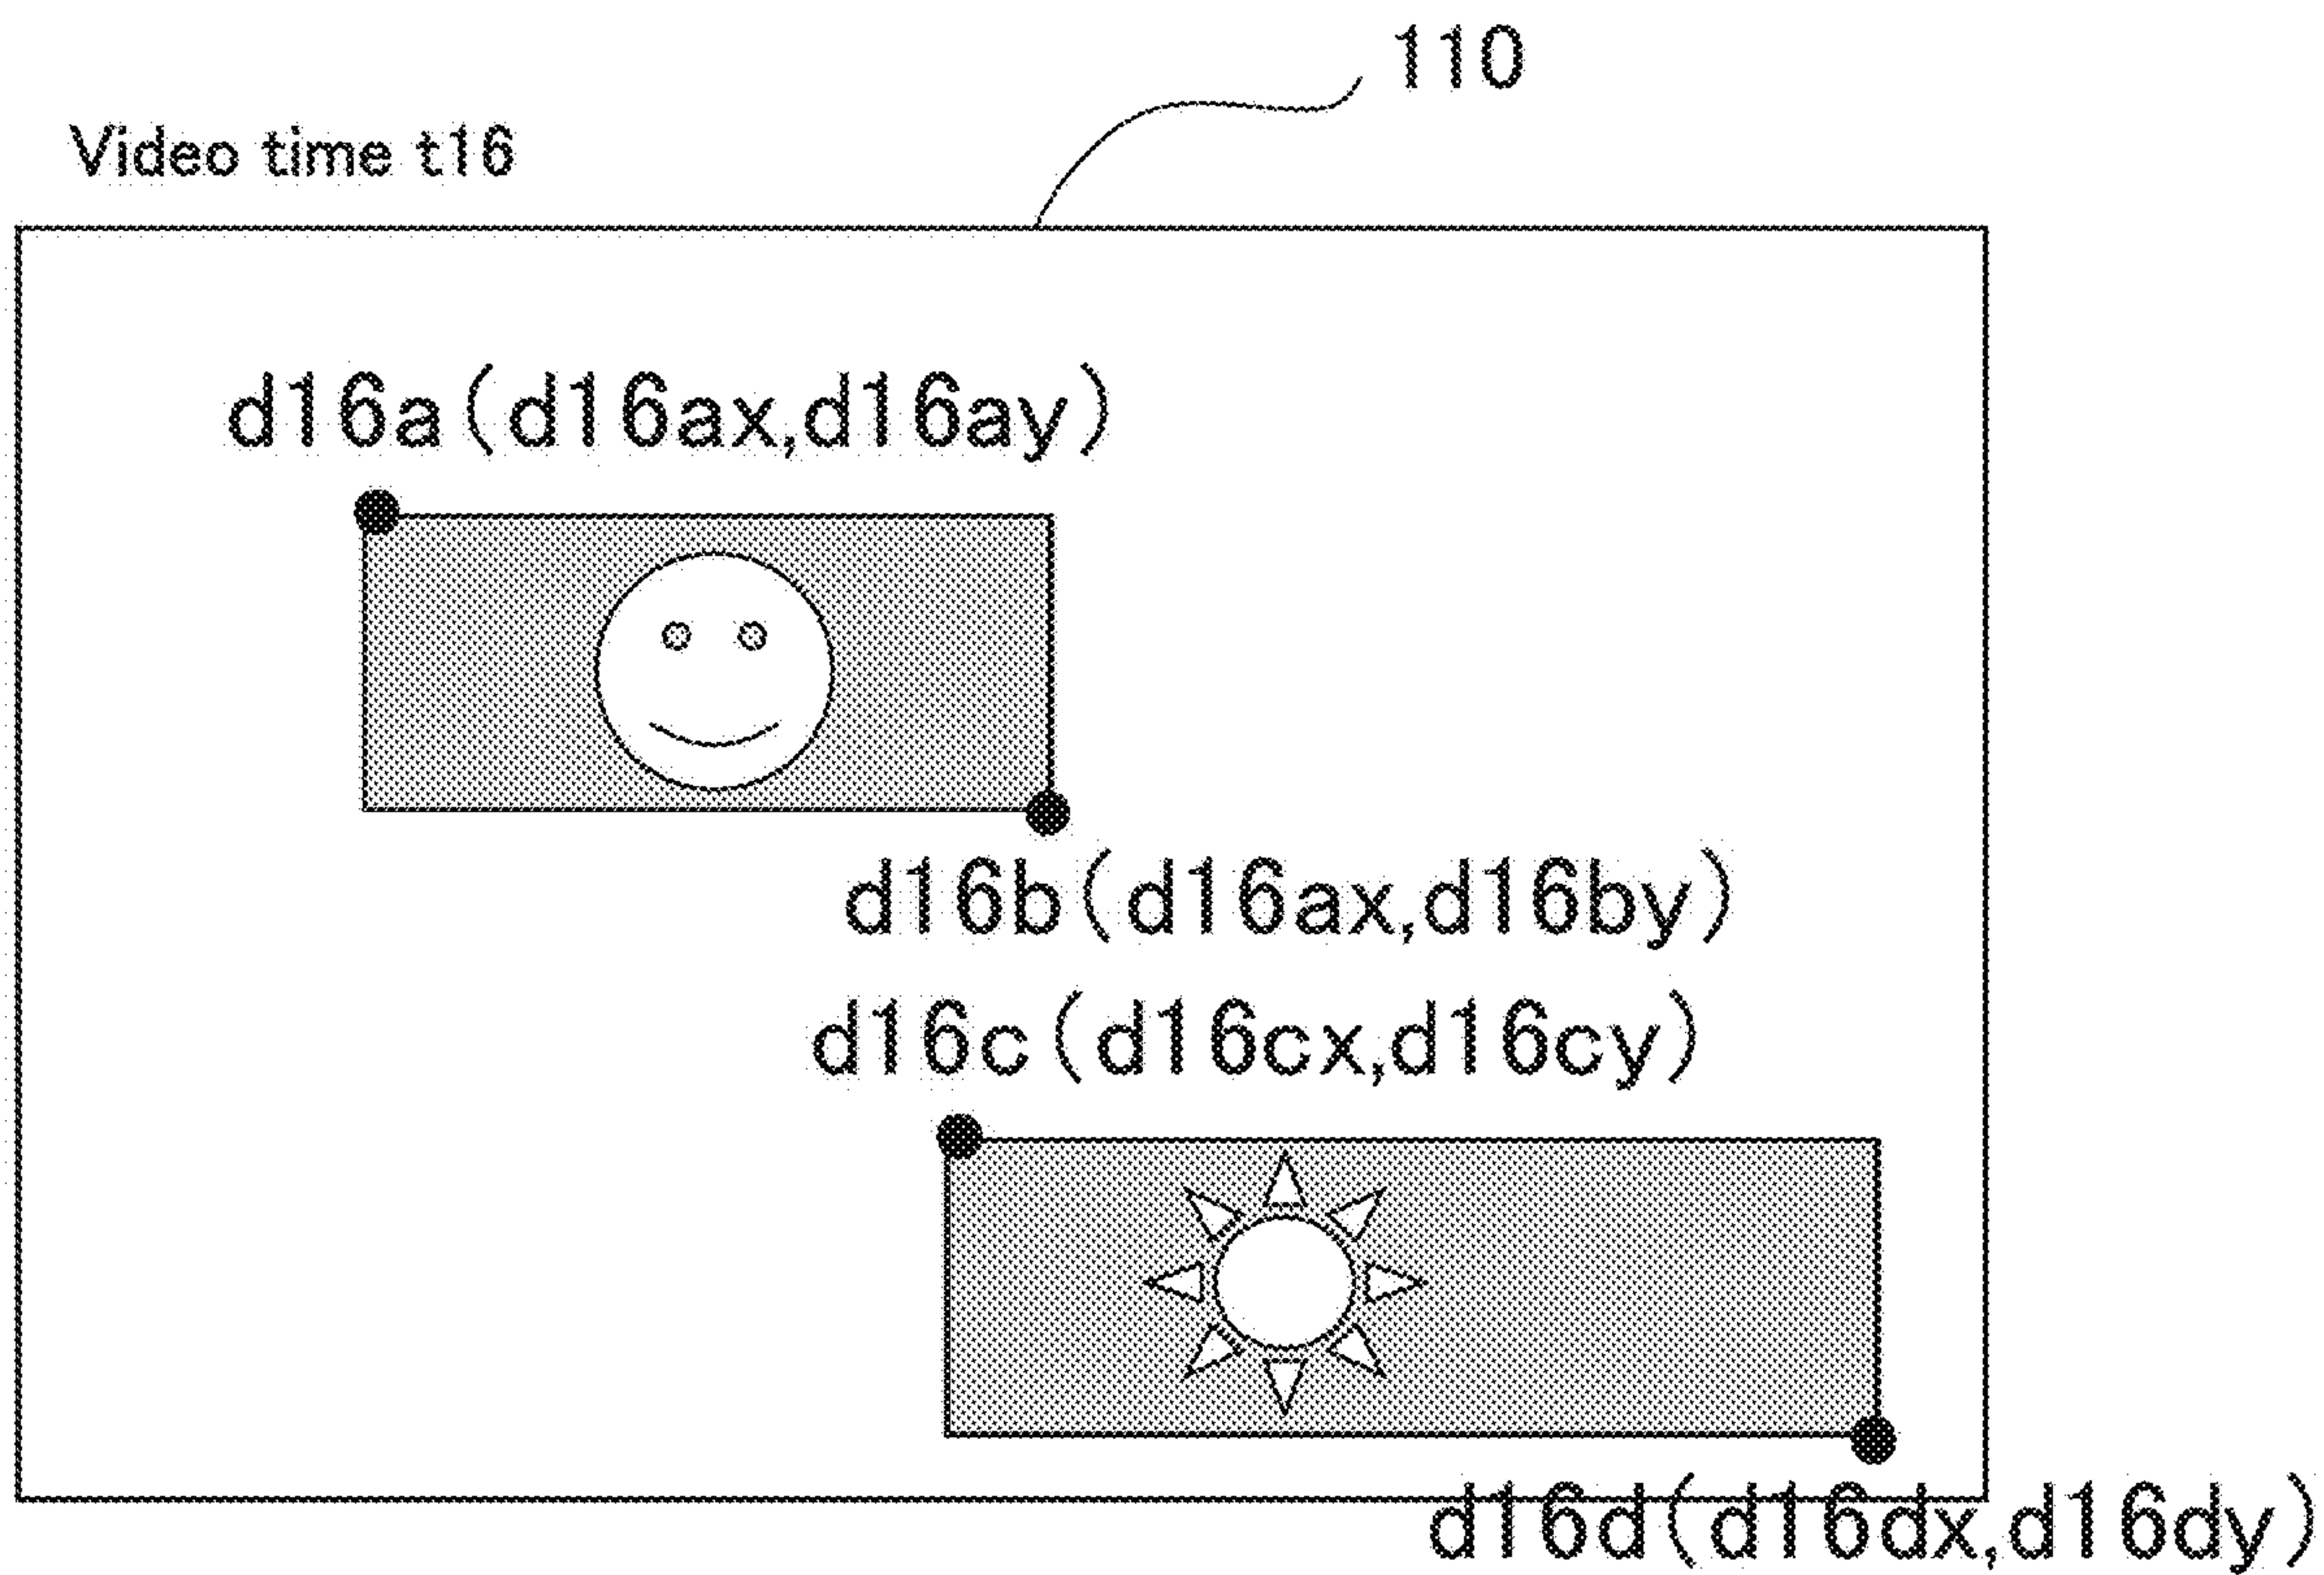 110
Video time t16
d16a(d16ax,d16ay)
d16b(d16ax,d16by)
d16c(d16cx,d16cy)
d16d(d16dx,d16dy)